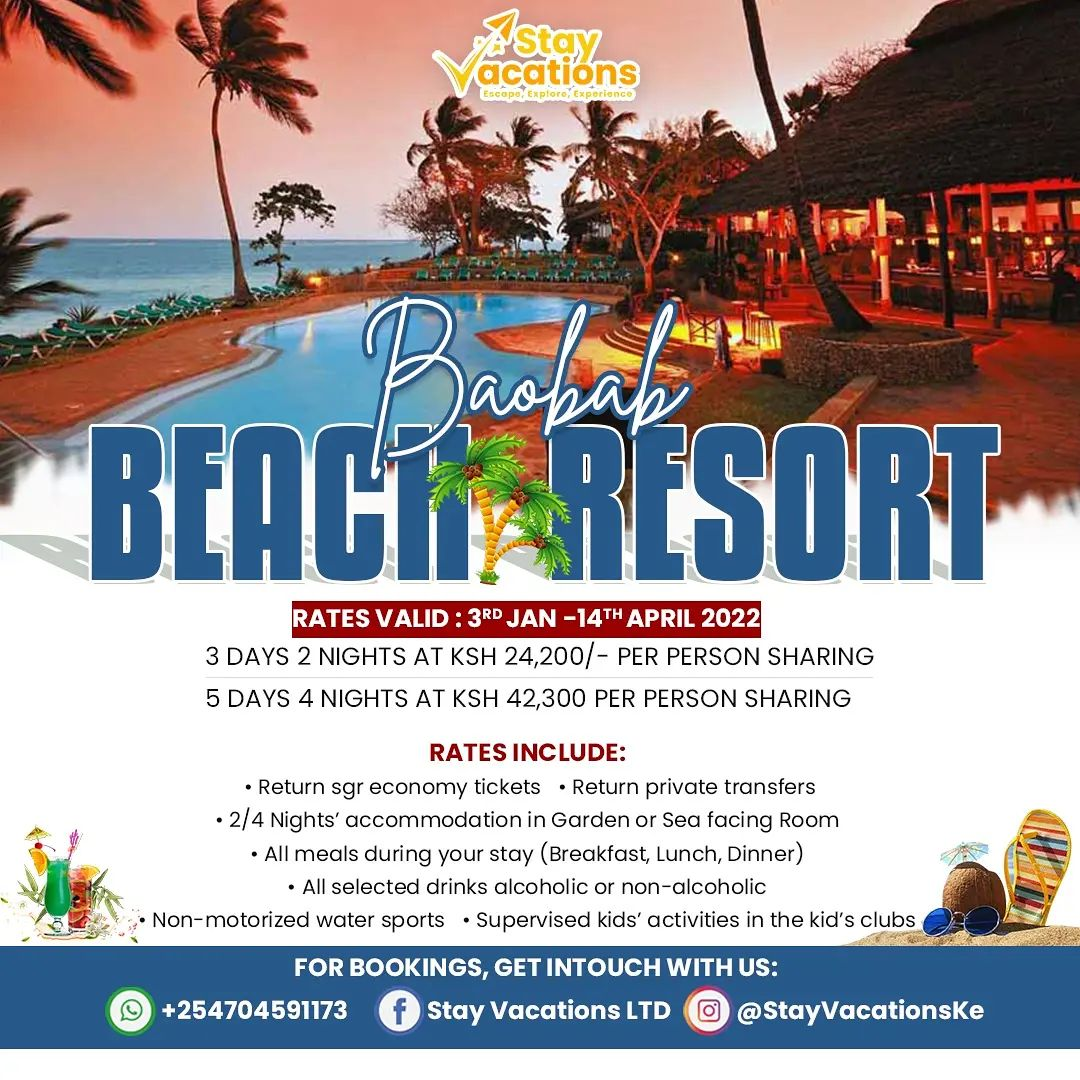 Stay
Vacations
Escape, Explore, Experience
Baobab
BEACH RESORT
RATES VALID : 3RD JAN -14TH APRIL 2022
3 DAYS 2 NIGHTS AT KSH 24,200/- PER PERSON SHARING
5 DAYS 4 NIGHTS AT KSH 42,300 PER PERSON SHARING
RATES INCLUDE:
• Return sgr economy tickets • Return private transfers
• 2/4 Nights’ accommodation in Garden or Sea facing Room
• All meals during your stay (Breakfast, Lunch, Dinner)
• All selected drinks alcoholic or non-alcoholic
• Non-motorized water sports • Supervised kids’ activities in the kid’s clubs
FOR BOOKINGS, GET INTOUCH WITH US:
+254704591173 Stay Vacations LTD @StayVacationsKe